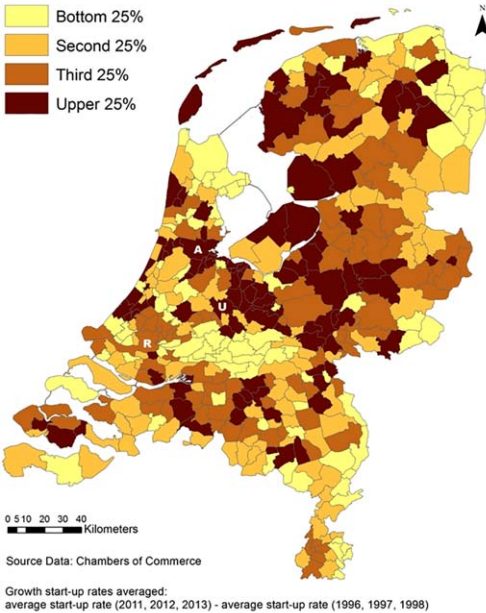 Bottom 25%
N
Second 25%
Third 25%
Upper 25%
A
U
R
0 5 10 20 30 40
Kilometers
Source Data: Chambers of Commerce
Growth start-up rates averaged:
average start-up rate (2011, 2012, 2013) - average start-up rate (1996, 1997, 1998)